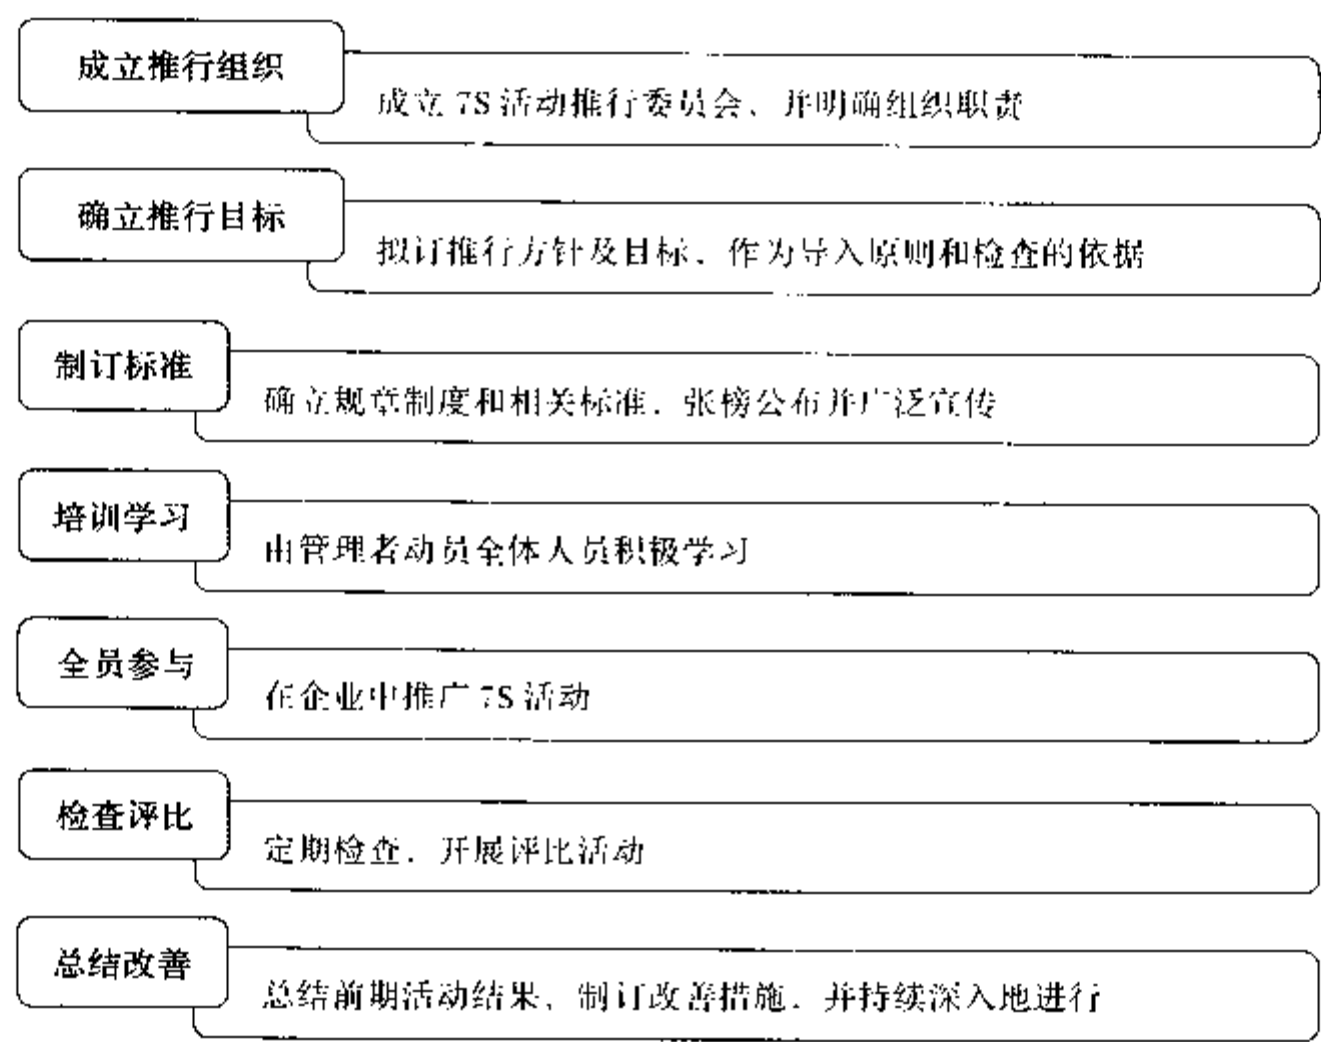 成立推行组织
成立 7S 活动推行委员会，并明确组织职责
确立推行目标
拟订推行方针及目标，作为导入原则和检查的依据
制订标准
确立规章制度和相关标准，张榜公布并广泛宣传
培训学习
由管理者动员全体人员积极学习
全员参与
在企业中推广 7S 活动
检查评比
定期检查，开展评比活动
总结改善
总结前期活动结果，制订改善措施，并持续深入地进行